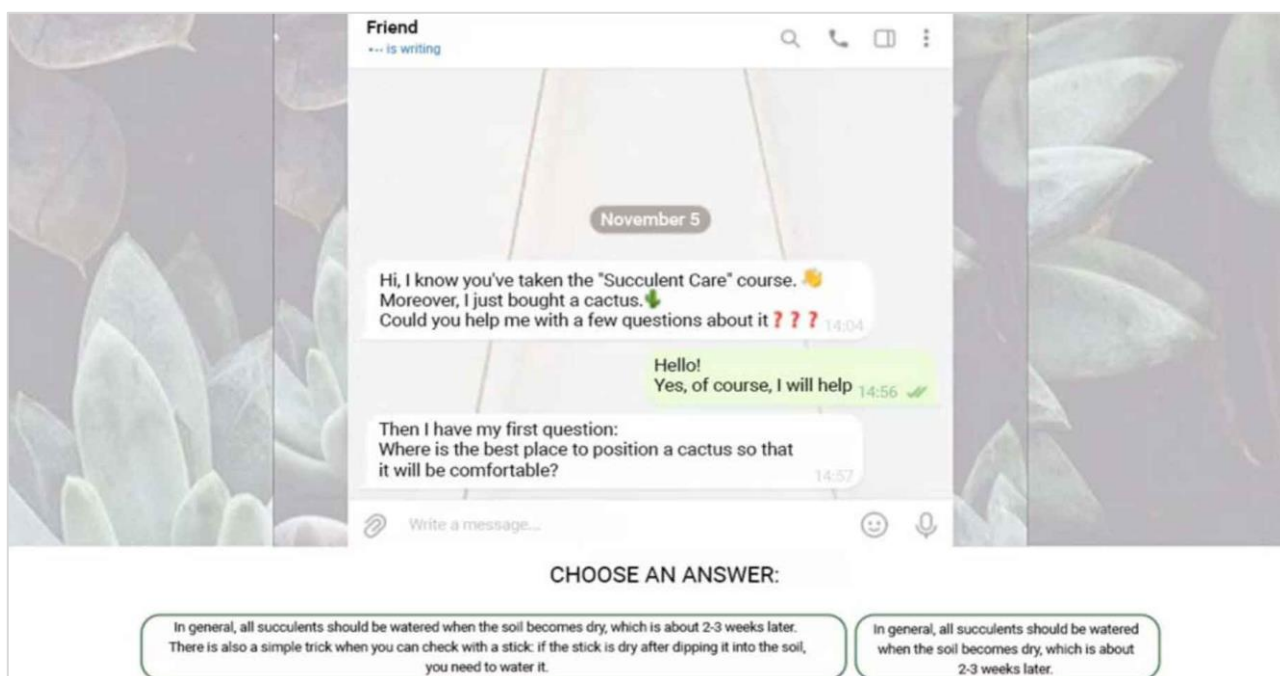 Friend
is writing
November 5
Hi, I know you've taken the "Succulent Care" course. 👋
Moreover, I just bought a cactus.🌵
Could you help me with a few questions about it❓❓❓ 14:04
Hello!
Yes, of course, I will help 14:56
Then I have my first question:
Where is the best place to position a cactus so that
it will be comfortable?
14:57
Write a message...
CHOOSE AN ANSWER:
In general, all succulents should be watered when the soil becomes dry, which is about 2-3 weeks later.
There is also a simple trick when you can check with a stick: if the stick is dry after dipping it into the soil,
you need to water it.
In general, all succulents should be watered
when the soil becomes dry, which is about
2-3 weeks later.